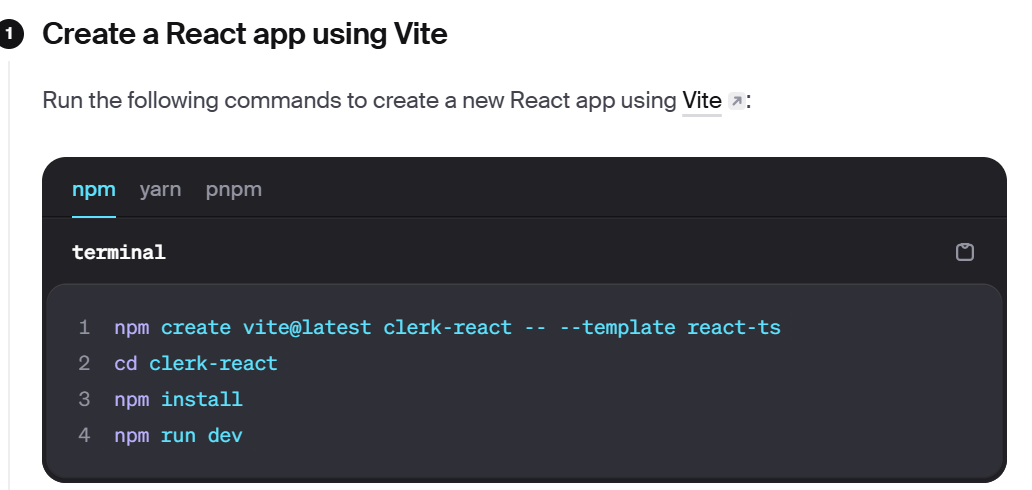 1 Create a React app using Vite
Run the following commands to create a new React app using Vite:
npm yarn pnpm
terminal
1 npm create vite@latest clerk-react -- --template react-ts
2 cd clerk-react
3 npm install
4 npm run dev